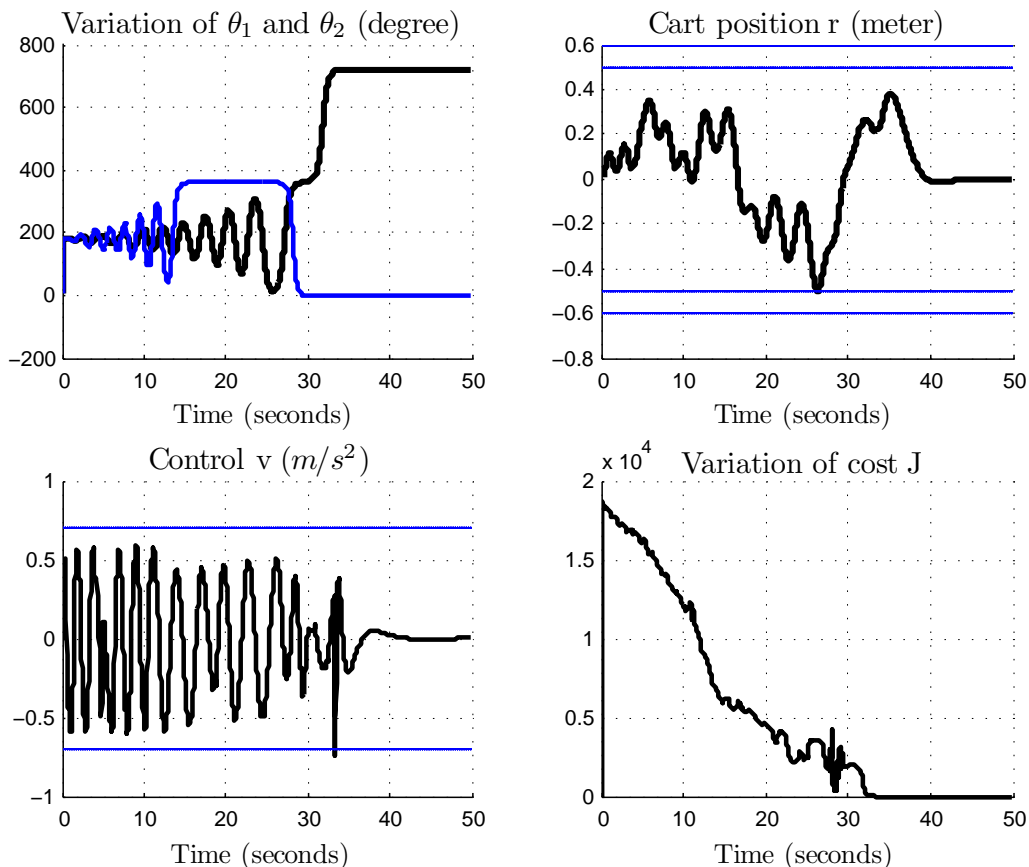 Variation of θ₁ and θ₂ (degree)
800
600
400
200
0
−200
0 10 20 30 40 50
Time (seconds)
Cart position r (meter)
0.6
0.4
0.2
0
−0.2
−0.4
−0.6
−0.8
0 10 20 30 40 50
Time (seconds)
Control v (m/s²)
1
0.5
0
−0.5
−1
0 10 20 30 40 50
Time (seconds)
Variation of cost J
x 10⁴
2
1.5
1
0.5
0
0 10 20 30 40 50
Time (seconds)